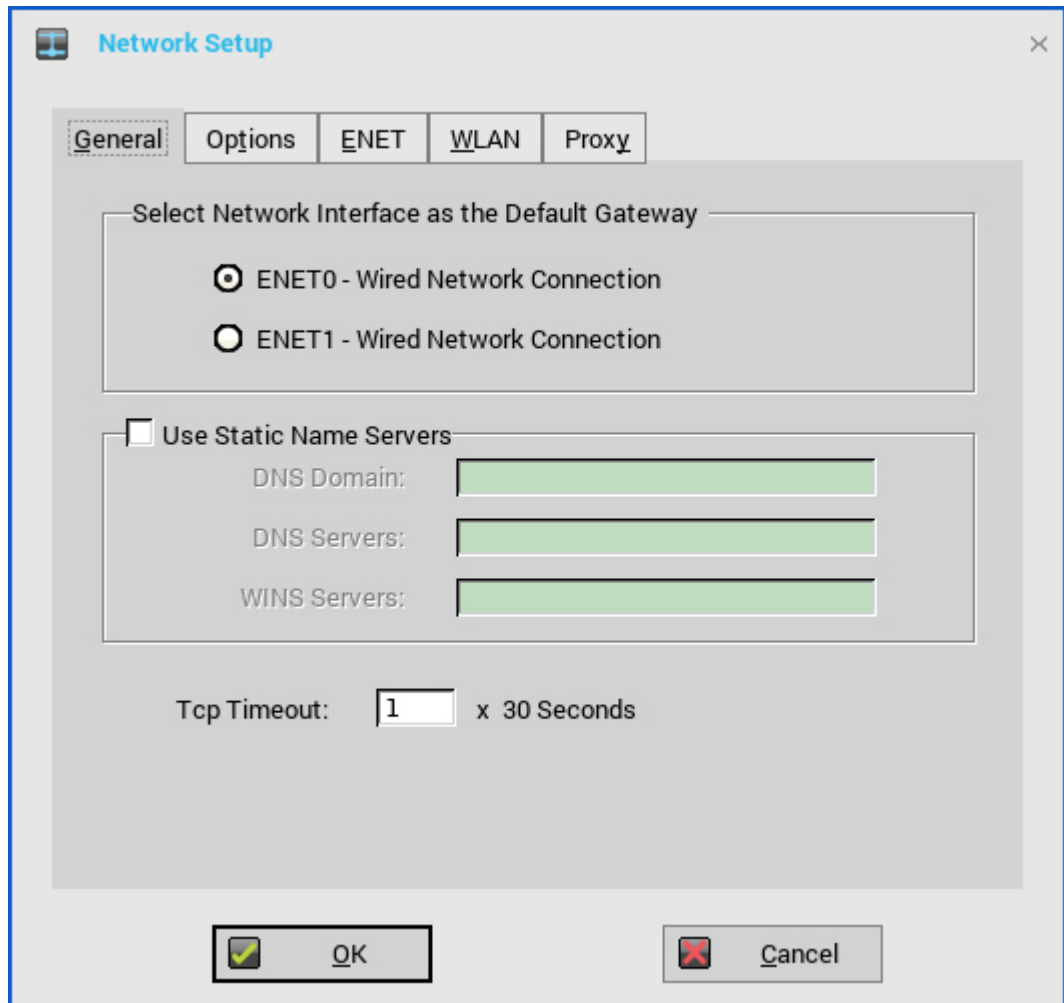 Network Setup
General Options ENET WLAN Proxy
Select Network Interface as the Default Gateway
ENET0 - Wired Network Connection
ENET1 - Wired Network Connection
Use Static Name Servers
DNS Domain:
DNS Servers:
WINS Servers:
Tcp Timeout: 1 x 30 Seconds
OK Cancel